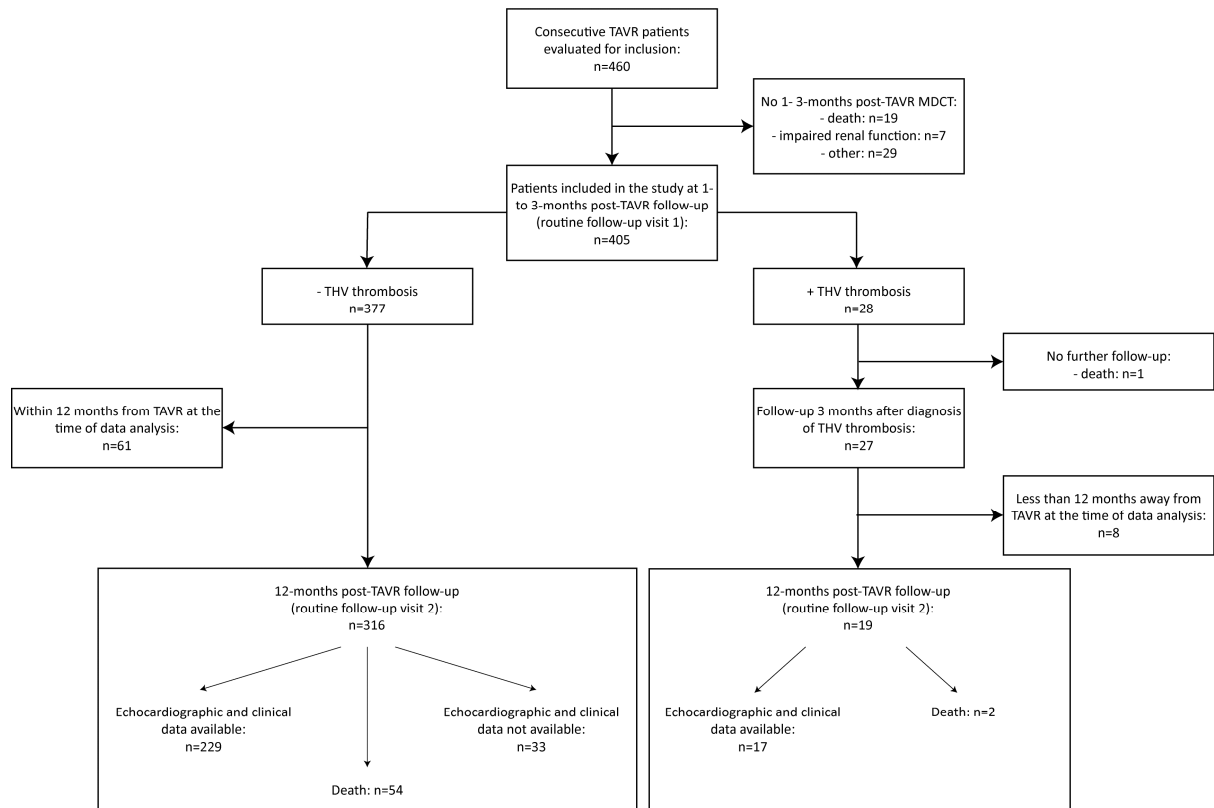 Consecutive TAVR patients
evaluated for inclusion:
n=460
No 1- 3-months post-TAVR MDCT:
- death: n=19
- impaired renal function: n=7
- other: n=29
Patients included in the study at 1-
to 3-months post-TAVR follow-up
(routine follow-up visit 1):
n=405
- THV thrombosis
n=377
+ THV thrombosis
n=28
No further follow-up:
- death: n=1
Within 12 months from TAVR at the
time of data analysis:
n=61
Follow-up 3 months after diagnosis
of THV thrombosis:
n=27
Less than 12 months away from
TAVR at the time of data analysis:
n=8
12-months post-TAVR follow-up
(routine follow-up visit 2):
n=316
Echocardiographic and clinical
data available:
n=229
Death: n=54
Echocardiographic and clinical
data not available:
n=33
12-months post-TAVR follow-up
(routine follow-up visit 2):
n=19
Echocardiographic and clinical
data available:
n=17
Death: n=2